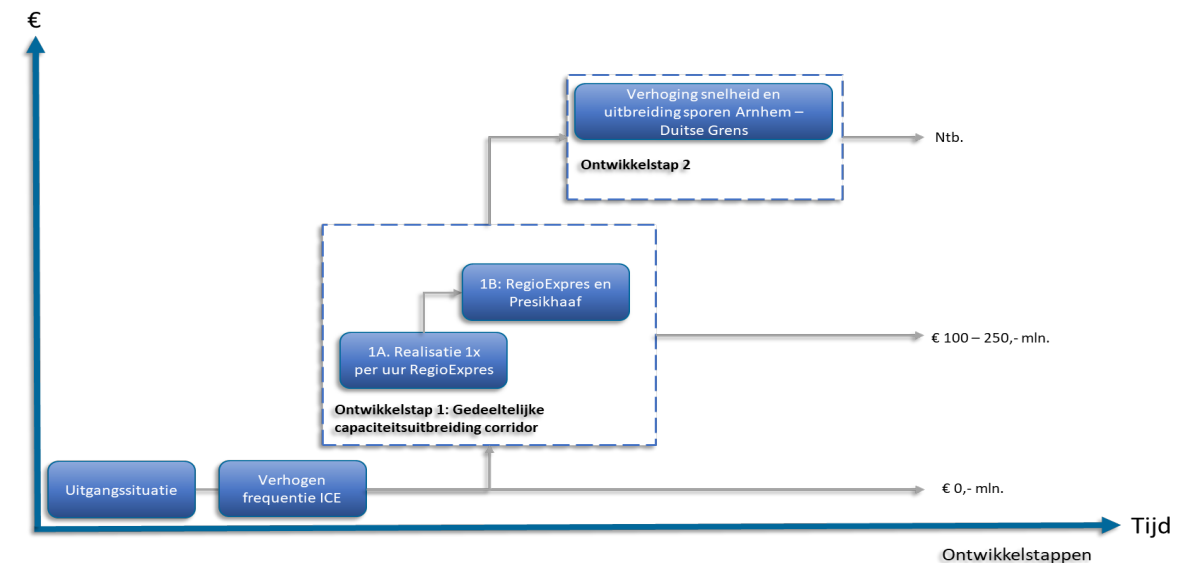 €
Verhoging snelheid en
uitbreiding sporen Arnhem –
Duitse Grens
Ontwikkelstap 2
Ntb.
1B: RegioExpres en
Presikhaaf
1A. Realisatie 1x
per uur RegioExpres
Ontwikkelstap 1: Gedeeltelijke
capaciteitsuitbreiding corridor
€ 100 – 250,- mln.
Uitgangssituatie
Verhogen
frequentie ICE
€ 0,- mln.
Tijd
Ontwikkelstappen